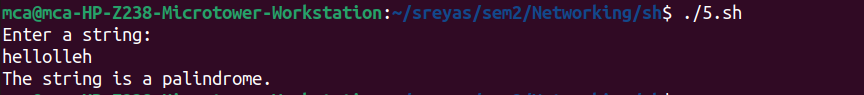 mca@mca-HP-Z238-Microtower-Workstation:~/sreyas/sem2/Networking/sh$ ./5.sh
Enter a string:
hellolleh
The string is a palindrome.